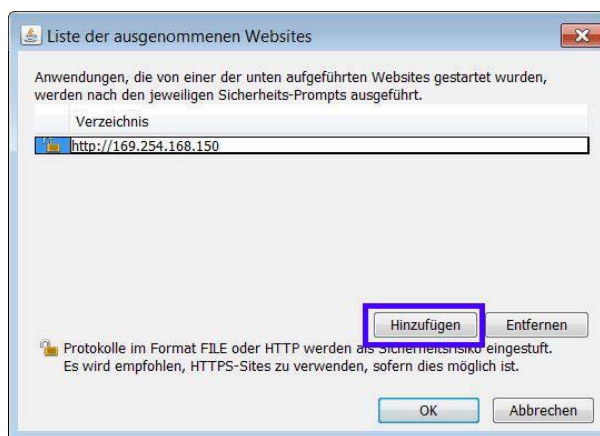 Liste der ausgenommenen Websites
Anwendungen, die von einer der unten aufgeführten Websites gestartet wurden,
werden nach den jeweiligen Sicherheits-Prompts ausgeführt.
Verzeichnis
http://169.254.168.150
Hinzufügen Entfernen
Protokolle im Format FILE oder HTTP werden als Sicherheitsrisiko eingestuft.
Es wird empfohlen, HTTPS-Sites zu verwenden, sofern dies möglich ist.
OK Abbrechen